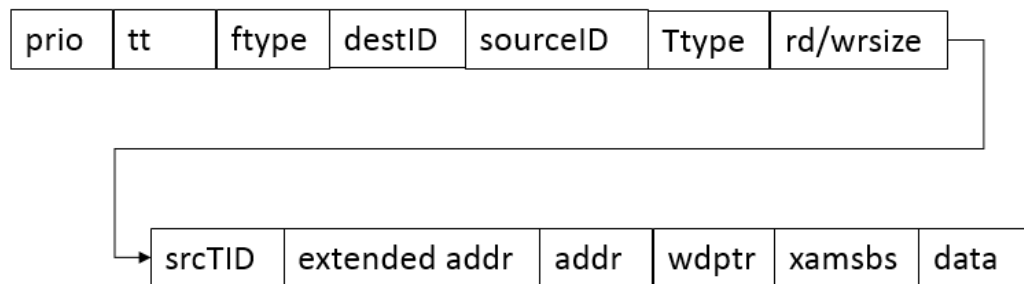 prio tt ftype destID sourceID Ttype rd/wrsize
srcTID extended addr addr wdptr xamsbs data